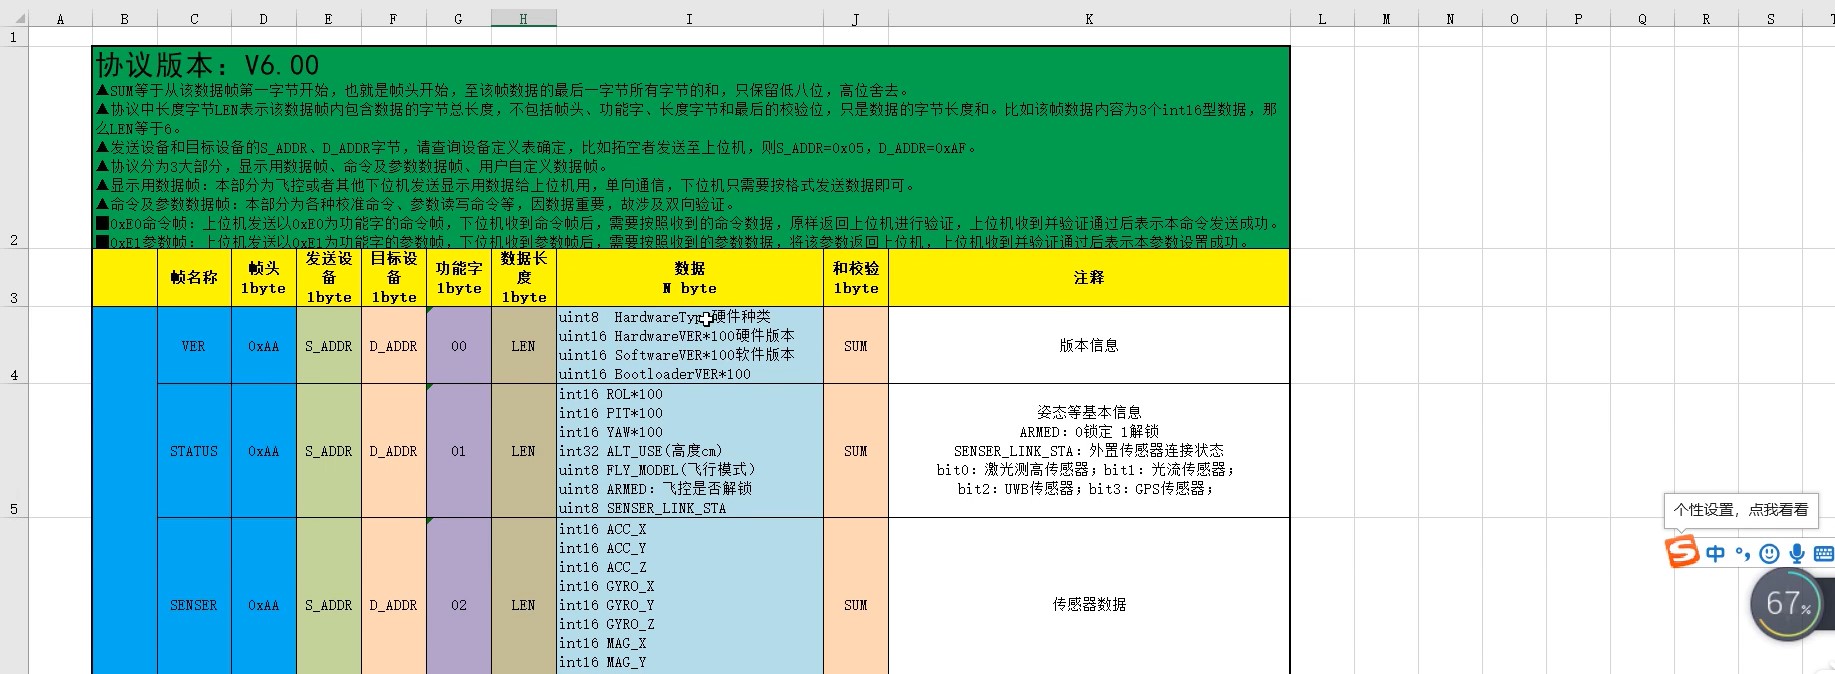 A B C D E F G H I J K L M N O P Q R S T
1
协议版本：V6.00
▲SUM等于从该数据帧第一字节开始，也就是帧头开始，至该帧数据的最后一字节所有字节的和，只保留低八位，高位舍去。
▲协议中长度字节LEN表示该数据帧内包含数据的字节总长度，不包括帧头、功能字、长度字节和最后的校验位，只是数据的字节长度和。比如该帧数据内容为3个int16型数据，那
么LEN等于6。
▲发送设备和目标设备的S_ADDR、D_ADDR字节，请查询设备定义表确定，比如拓空者发送至上位机，则S_ADDR=0x05，D_ADDR=0xAF。
▲协议分为3大部分，显示用数据帧、命令及参数数据帧、用户自定义数据帧。
▲显示用数据帧：本部分为飞控或者其他下位机发送显示用数据给上位机用，单向通信，下位机只需要按格式发送数据即可。
▲命令及参数数据帧：本部分为各种校准命令、参数读写命令等，因数据重要，故涉及双向验证。
■0xE0命令帧：上位机发送以0xE0为功能字的命令帧，下位机收到命令帧后，需要按照收到的命令数据，原样返回上位机进行验证，上位机收到并验证通过后表示本命令发送成功。
■0xE1参数帧：上位机发送以0xE1为功能字的参数帧，下位机收到参数帧后，需要按照收到的参数数据，将该参数返回上位机，上位机收到并验证通过后表示本参数设置成功。
2
帧名称
帧头
1byte
发送设
备
1byte
目标设
备
1byte
功能字
1byte
数据长
度
1byte
数据
N byte
和校验
1byte
注释
3
VER
0xAA
S_ADDR
D_ADDR
00
LEN
uint8 HardwareType硬件种类
uint16 HardwareVER*100硬件版本
uint16 SoftwareVER*100软件版本
uint16 BootloaderVER*100
SUM
版本信息
4
STATUS
0xAA
S_ADDR
D_ADDR
01
LEN
int16 ROL*100
int16 PIT*100
int16 YAW*100
int32 ALT_USE(高度cm)
uint8 FLY_MODEL(飞行模式)
uint8 ARMED：飞控是否解锁
uint8 SENSER_LINK_STA
SUM
姿态等基本信息
ARMED：0锁定 1解锁
SENSER_LINK_STA：外置传感器连接状态
bit0：激光测高传感器；bit1：光流传感器；
bit2：UWB传感器；bit3：GPS传感器；
5
SENSER
0xAA
S_ADDR
D_ADDR
02
LEN
int16 ACC_X
int16 ACC_Y
int16 ACC_Z
int16 GYRO_X
int16 GYRO_Y
int16 GYRO_Z
int16 MAG_X
int16 MAG_Y
SUM
传感器数据
个性设置，点我看看
S 中
67%